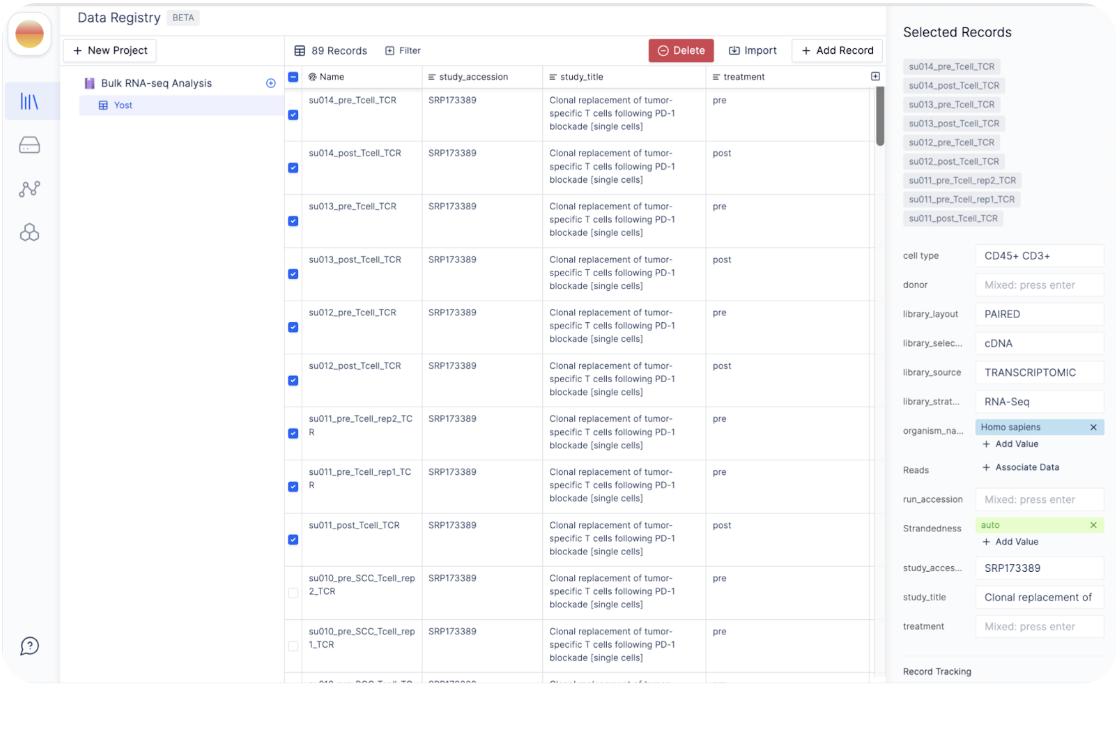 Data Registry BETA
+ New Project
Bulk RNA-seq Analysis
Yost
89 Records
Filter
Delete
Import
+ Add Record
Name
study_accession
study_title
treatment
su014_pre_Tcell_TCR
SRP173389
Clonal replacement of tumor-
specific T cells following PD-1
blockade [single cells]
pre
su014_post_Tcell_TCR
SRP173389
Clonal replacement of tumor-
specific T cells following PD-1
blockade [single cells]
post
su013_pre_Tcell_TCR
SRP173389
Clonal replacement of tumor-
specific T cells following PD-1
blockade [single cells]
pre
su013_post_Tcell_TCR
SRP173389
Clonal replacement of tumor-
specific T cells following PD-1
blockade [single cells]
post
su012_pre_Tcell_TCR
SRP173389
Clonal replacement of tumor-
specific T cells following PD-1
blockade [single cells]
pre
su012_post_Tcell_TCR
SRP173389
Clonal replacement of tumor-
specific T cells following PD-1
blockade [single cells]
post
su011_pre_Tcell_rep2_TC
R
SRP173389
Clonal replacement of tumor-
specific T cells following PD-1
blockade [single cells]
pre
su011_pre_Tcell_rep1_TC
R
SRP173389
Clonal replacement of tumor-
specific T cells following PD-1
blockade [single cells]
pre
su011_post_Tcell_TCR
SRP173389
Clonal replacement of tumor-
specific T cells following PD-1
blockade [single cells]
post
su010_pre_SCC_Tcell_rep
2_TCR
SRP173389
Clonal replacement of tumor-
specific T cells following PD-1
blockade [single cells]
pre
su010_pre_SCC_Tcell_rep
1_TCR
SRP173389
Clonal replacement of tumor-
specific T cells following PD-1
blockade [single cells]
pre
Selected Records
su014_pre_Tcell_TCR
su014_post_Tcell_TCR
su013_pre_Tcell_TCR
su013_post_Tcell_TCR
su012_pre_Tcell_TCR
su012_post_Tcell_TCR
su011_pre_Tcell_rep2_TCR
su011_pre_Tcell_rep1_TCR
su011_post_Tcell_TCR
cell type CD45+ CD3+
donor Mixed: press enter
library_layout PAIRED
library_selec... cDNA
library_source TRANSCRIPTOMIC
library_strat... RNA-Seq
organism_na... Homo sapiens
+ Add Value
Reads + Associate Data
run_accession Mixed: press enter
Strandedness auto
+ Add Value
study_acces... SRP173389
study_title Clonal replacement of
treatment Mixed: press enter
Record Tracking